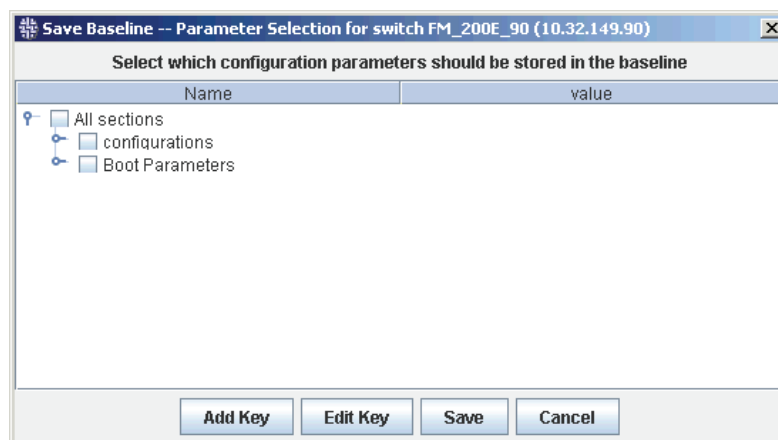 Save Baseline -- Parameter Selection for switch FM_200E_90 (10.32.149.90)
Select which configuration parameters should be stored in the baseline
Name value
All sections
configurations
Boot Parameters
Add Key Edit Key Save Cancel